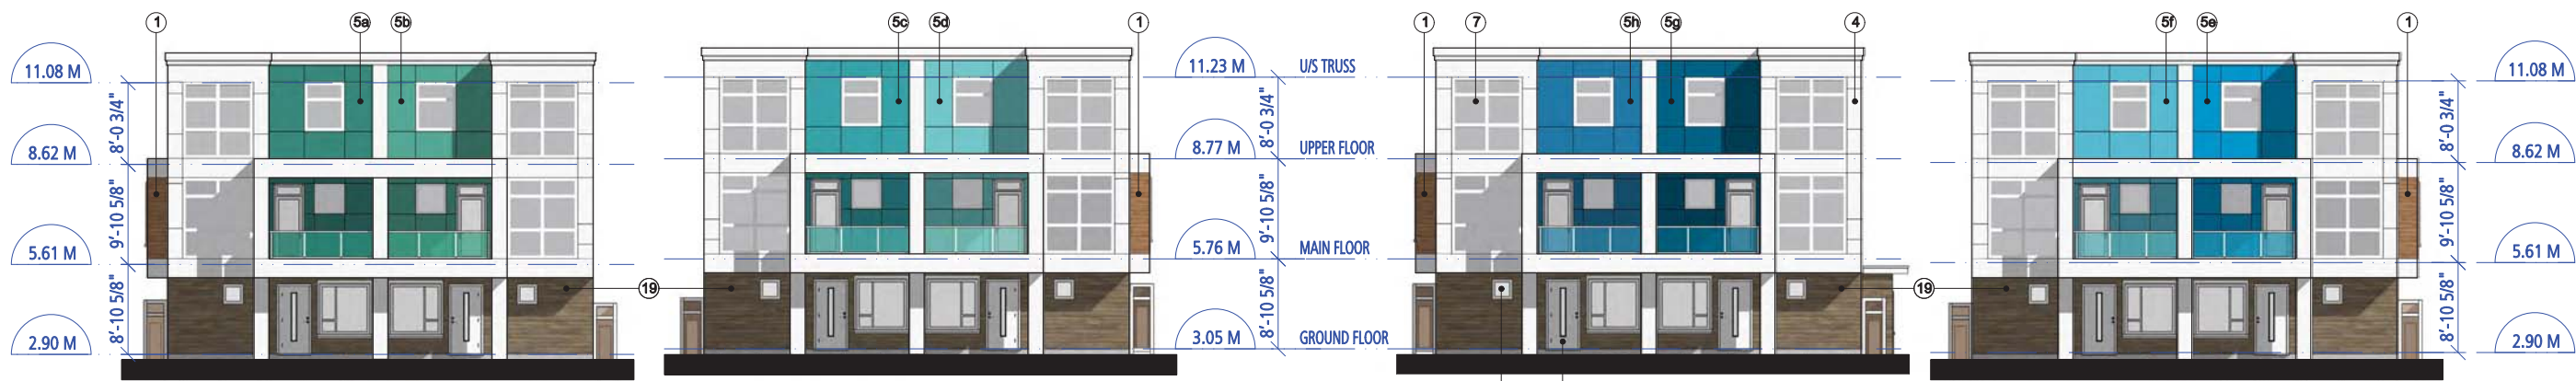 1 5a 5b 5c 5d 1 1 7 5h 5g 4 5f 5e 1
11.08 M 11.23 M U/S TRUSS 11.08 M
8'-0 3/4" 8'-0 3/4" 8'-0 3/4"
8.62 M 8.77 M UPPER FLOOR 8.62 M
9'-10 5/8" 9'-10 5/8" 9'-10 5/8"
5.61 M 5.76 M MAIN FLOOR 5.61 M
19 19
8'-10 5/8" 8'-10 5/8" 8'-10 5/8"
2.90 M 3.05 M GROUND FLOOR 2.90 M